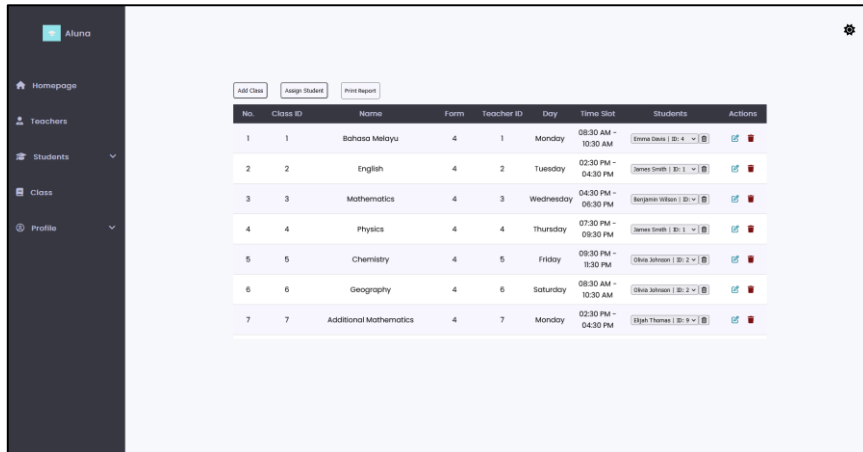 Aluna
Homepage
Teachers
Students
Class
Profile
Add Class Assign Student Print Report
No. Class ID Name Form Teacher ID Day Time Slot Students Actions
1 1 Bahasa Melayu 4 1 Monday 08:30 AM - 10:30 AM Emma Davis | ID: 4
2 2 English 4 2 Tuesday 02:30 PM - 04:30 PM James Smith | ID: 1
3 3 Mathematics 4 3 Wednesday 04:30 PM - 06:30 PM Benjamin Wilson | ID:
4 4 Physics 4 4 Thursday 07:30 PM - 09:30 PM James Smith | ID: 1
5 5 Chemistry 4 5 Friday 09:30 PM - 11:30 PM Olivia Johnson | ID: 2
6 6 Geography 4 6 Saturday 08:30 AM - 10:30 AM Olivia Johnson | ID: 2
7 7 Additional Mathematics 4 7 Monday 02:30 PM - 04:30 PM Elijah Thomas | ID: 9